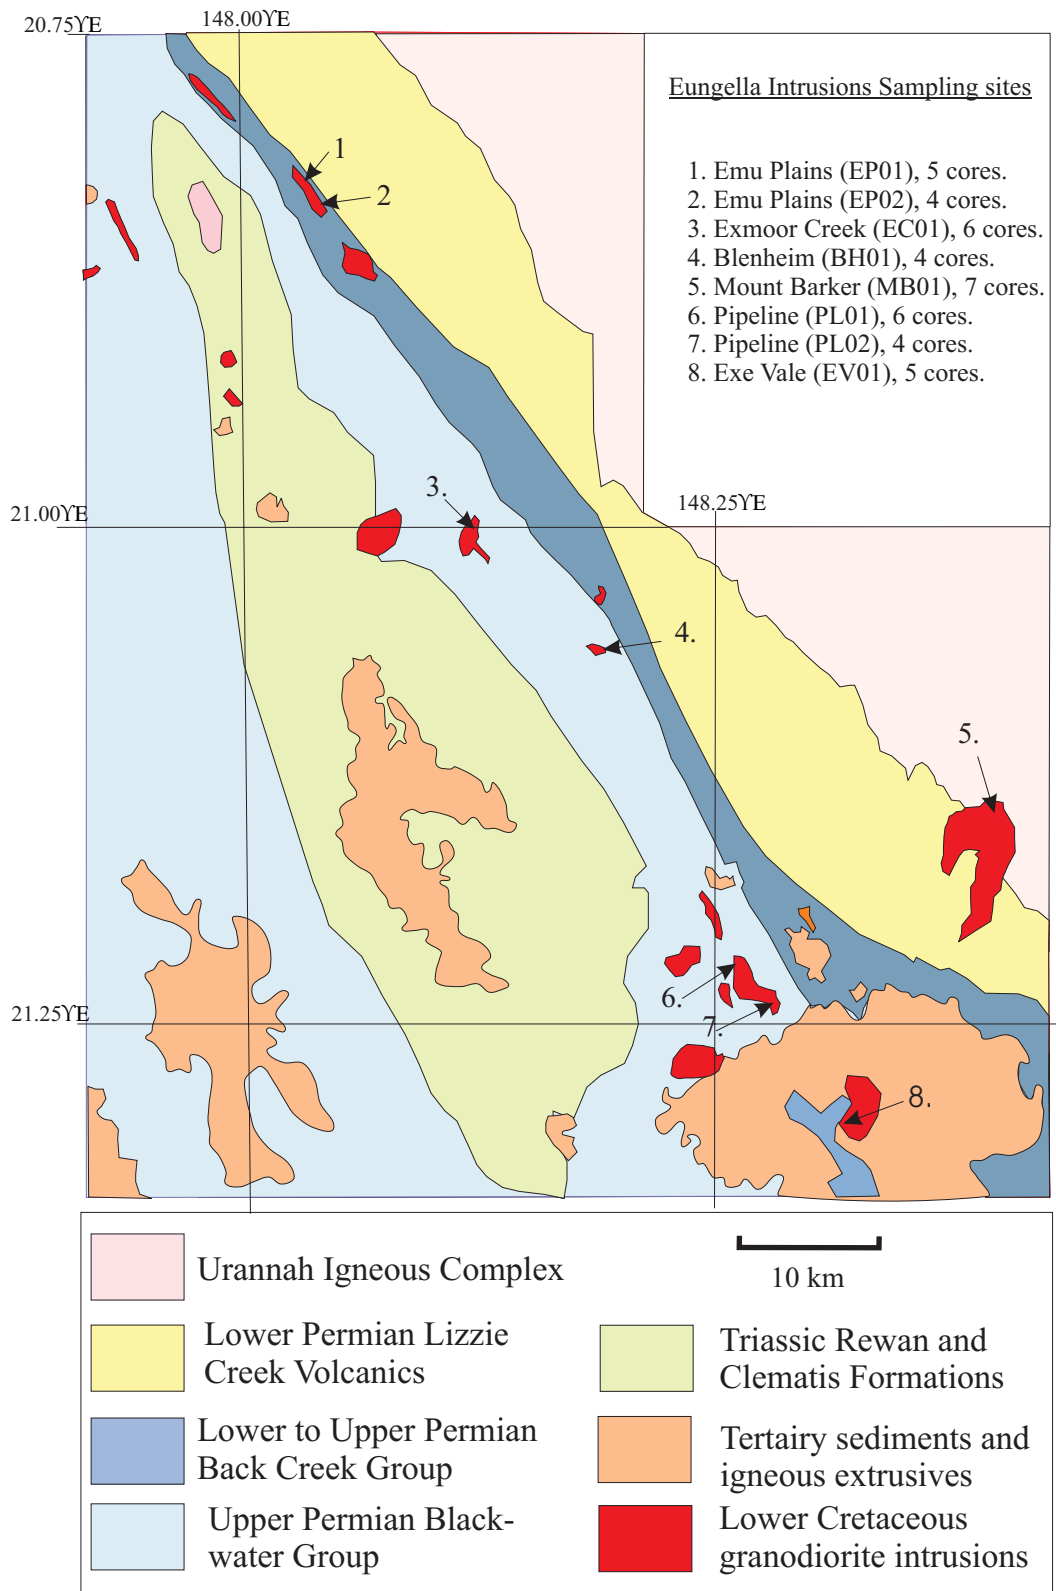 148.00ϒE
20.75ϒE
Eungella Intrusions Sampling sites
1. Emu Plains (EP01), 5 cores.
2. Emu Plains (EP02), 4 cores.
3. Exmoor Creek (EC01), 6 cores.
4. Blenheim (BH01), 4 cores.
5. Mount Barker (MB01), 7 cores.
6. Pipeline (PL01), 6 cores.
7. Pipeline (PL02), 4 cores.
8. Exe Vale (EV01), 5 cores.
1
2
3.
148.25ϒE
21.00ϒE
4.
5.
6.
7.
21.25ϒE
8.
10 km
Urannah Igneous Complex
Lower Permian Lizzie
Creek Volcanics
Lower to Upper Permian
Back Creek Group
Upper Permian Black-
water Group
Triassic Rewan and
Clematis Formations
Tertairy sediments and
igneous extrusives
Lower Cretaceous
granodiorite intrusions